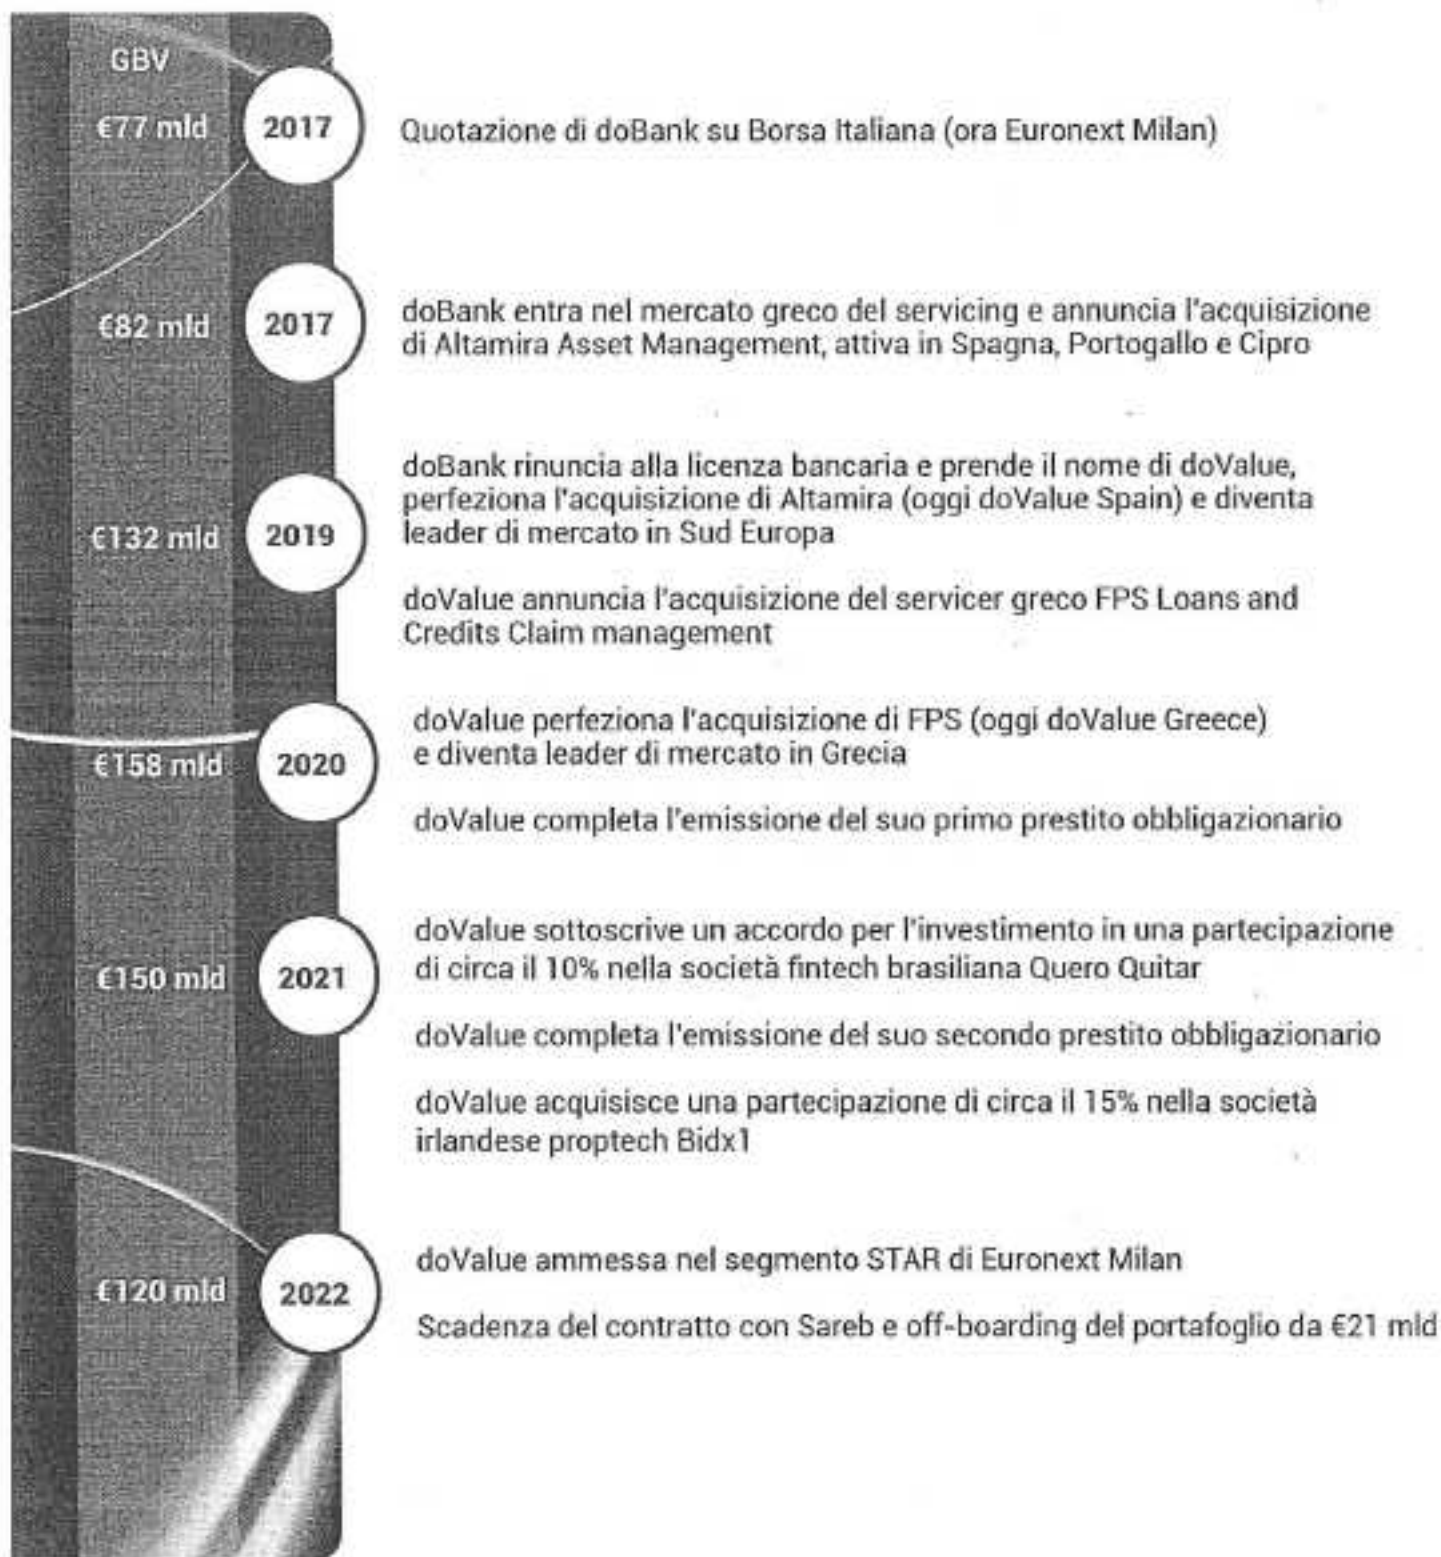 GBV
€77 mld
2017
Quotazione di doBank su Borsa Italiana (ora Euronext Milan)
€82 mld
2017
doBank entra nel mercato greco del servicing e annuncia l'acquisizione
di Altamira Asset Management, attiva in Spagna, Portogallo e Cipro
€132 mld
2019
doBank rinuncia alla licenza bancaria e prende il nome di doValue,
perfeziona l'acquisizione di Altamira (oggi doValue Spain) e diventa
leader di mercato in Sud Europa
doValue annuncia l'acquisizione del servicer greco FPS Loans and
Credits Claim management
€158 mld
2020
doValue perfeziona l'acquisizione di FPS (oggi doValue Greece)
e diventa leader di mercato in Grecia
doValue completa l'emissione del suo primo prestito obbligazionario
€150 mld
2021
doValue sottoscrive un accordo per l'investimento in una partecipazione
di circa il 10% nella società fintech brasiliana Quero Quitar
doValue completa l'emissione del suo secondo prestito obbligazionario
doValue acquisisce una partecipazione di circa il 15% nella società
irlandese proptech Bidx1
€120 mld
2022
doValue ammessa nel segmento STAR di Euronext Milan
Scadenza del contratto con Sareb e off-boarding del portafoglio da €21 mld